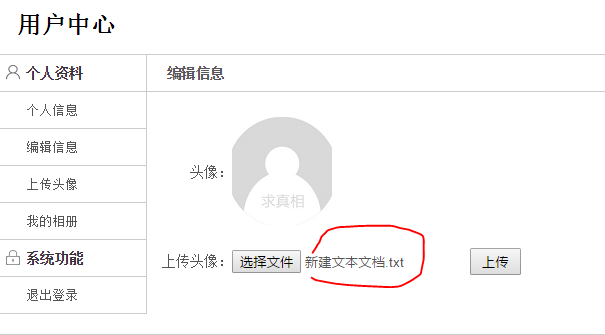 用户中心
个人资料
个人信息
编辑信息
上传头像
我的相册
系统功能
退出登录
编辑信息
头像：
求真相
上传头像： 选择文件 新建文本文档.txt 上传